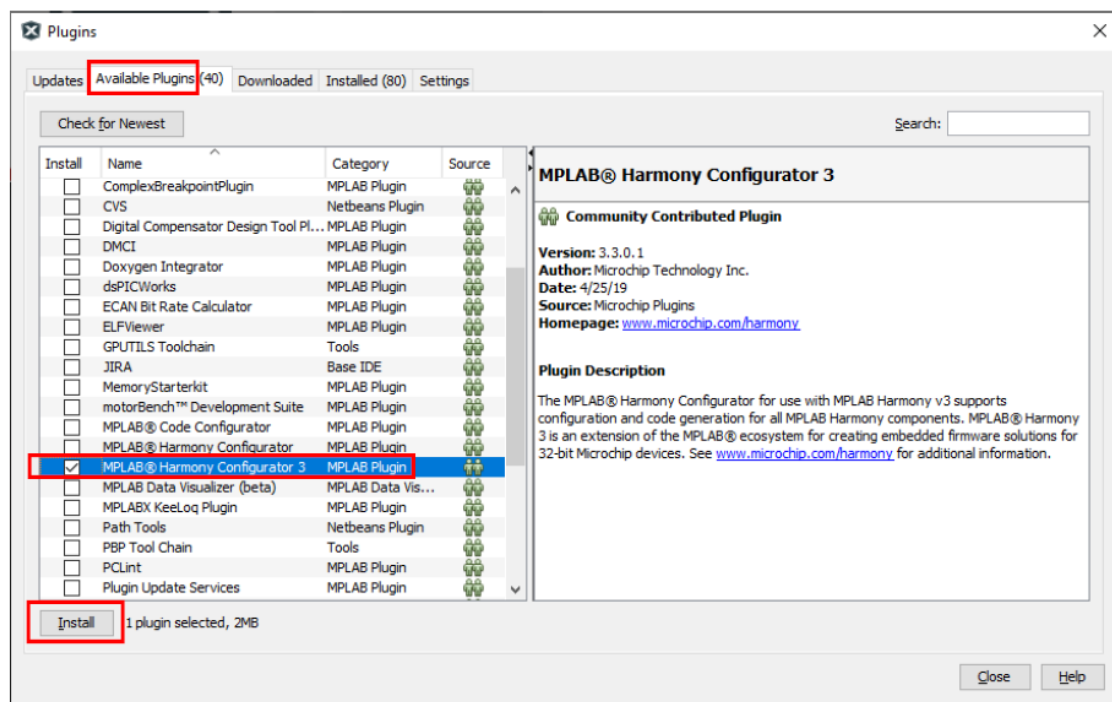 Plugins
Updates Available Plugins (40) Downloaded Installed (80) Settings
Check for Newest Search:
Install Name Category Source
ComplexBreakpointPlugin MPLAB Plugin
CVS Netbeans Plugin
Digital Compensator Design Tool Pl... MPLAB Plugin
DMCI MPLAB Plugin
Doxygen Integrator MPLAB Plugin
dsPICWorks MPLAB Plugin
ECAN Bit Rate Calculator MPLAB Plugin
ELFViewer MPLAB Plugin
GPUTILS Toolchain Tools
JIRA Base IDE
MemoryStarterkit MPLAB Plugin
motorBench™ Development Suite MPLAB Plugin
MPLAB® Code Configurator MPLAB Plugin
MPLAB® Harmony Configurator MPLAB Plugin
MPLAB® Harmony Configurator 3 MPLAB Plugin
MPLAB Data Visualizer (beta) MPLAB Data Vis...
MPLABX KeeLoq Plugin MPLAB Plugin
Path Tools Netbeans Plugin
PBP Tool Chain Tools
PCLint MPLAB Plugin
Plugin Update Services MPLAB Plugin
MPLAB® Harmony Configurator 3
Community Contributed Plugin
Version: 3.3.0.1
Author: Microchip Technology Inc.
Date: 4/25/19
Source: Microchip Plugins
Homepage: www.microchip.com/harmony
Plugin Description
The MPLAB® Harmony Configurator for use with MPLAB Harmony v3 supports
configuration and code generation for all MPLAB Harmony components. MPLAB® Harmony
3 is an extension of the MPLAB® ecosystem for creating embedded firmware solutions for
32-bit Microchip devices. See www.microchip.com/harmony for additional information.
Install 1 plugin selected, 2MB
Close Help